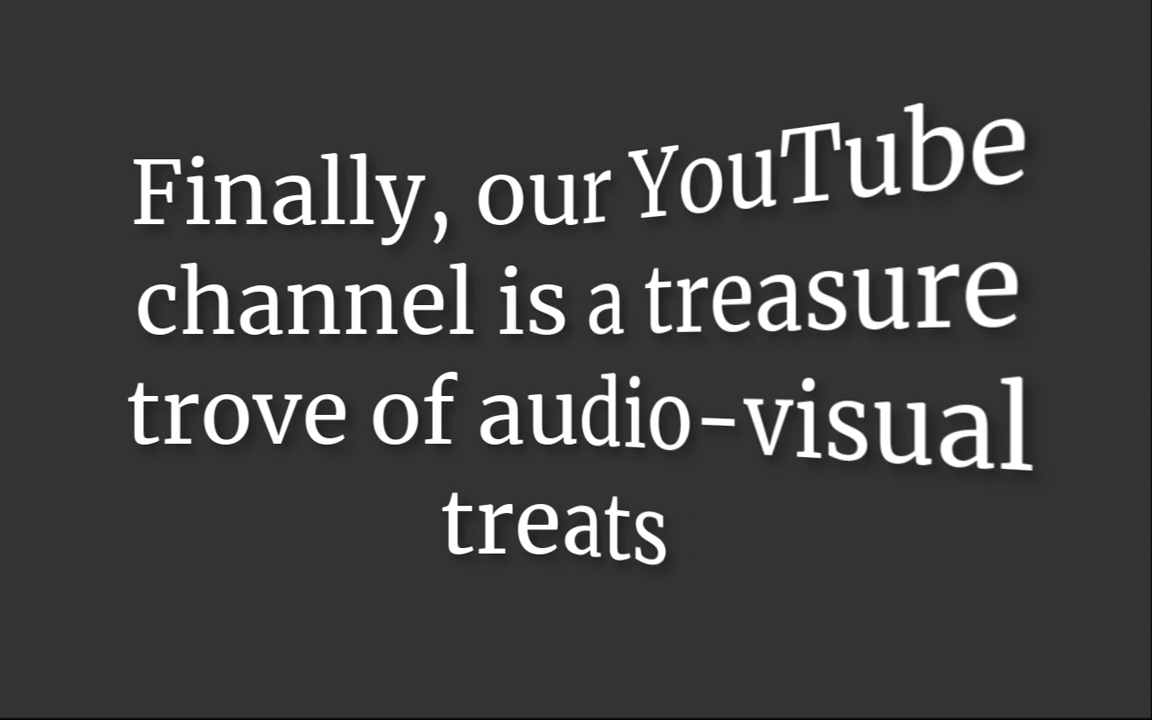 Finally, our YouTube
channel is a treasure
trove of audio-visual
treats